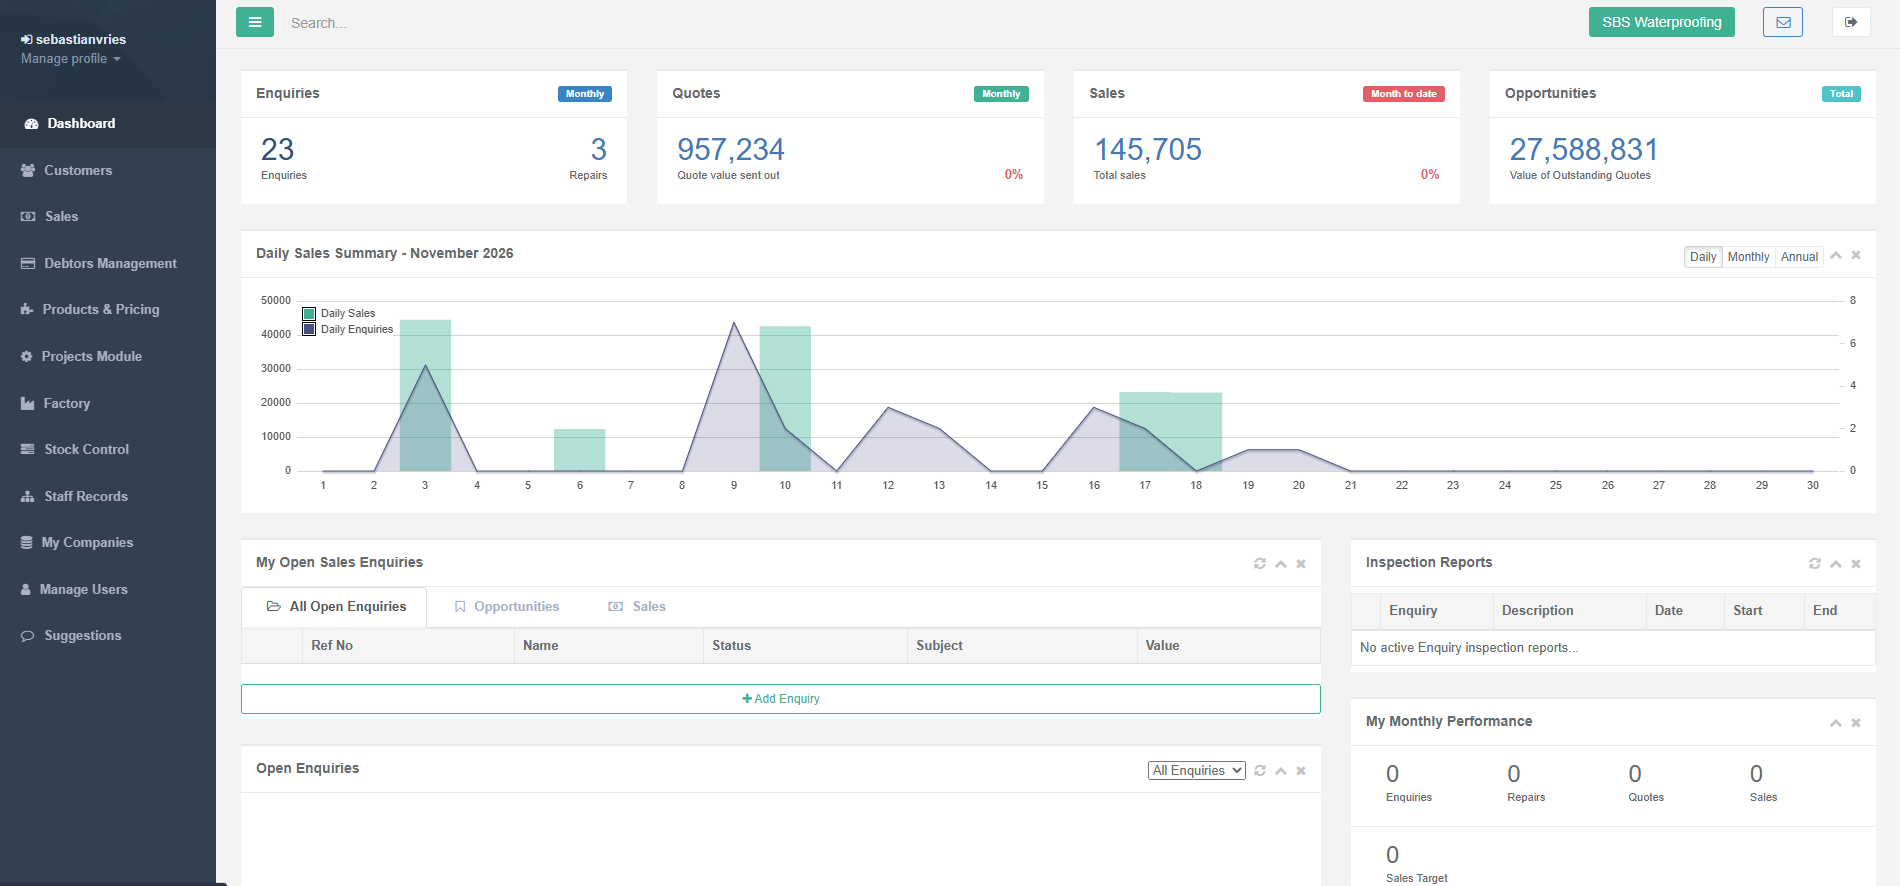 sebastianvries
Manage profile
Dashboard
Customers
Sales
Debtors Management
Products & Pricing
Projects Module
Factory
Stock Control
Staff Records
My Companies
Manage Users
Suggestions
Search...
SBS Waterproofing
Enquiries
Monthly
23
3
Enquiries
Repairs
Quotes
Monthly
957,234
Quote value sent out
0%
Sales
Month to date
145,705
Total sales
0%
Opportunities
Total
27,588,831
Value of Outstanding Quotes
Daily Sales Summary - November 2026
Daily Monthly Annual
50000
40000
30000
20000
10000
0
Daily Sales
Daily Enquiries
8
6
4
2
0
1 2 3 4 5 6 7 8 9 10 11 12 13 14 15 16 17 18 19 20 21 22 23 24 25 26 27 28 29 30
My Open Sales Enquiries
All Open Enquiries Opportunities Sales
Ref No Name Status Subject Value
Add Enquiry
Open Enquiries
All Enquiries
Inspection Reports
Enquiry Description Date Start End
No active Enquiry inspection reports...
My Monthly Performance
0 0 0 0
Enquiries Repairs Quotes Sales
0
Sales Target